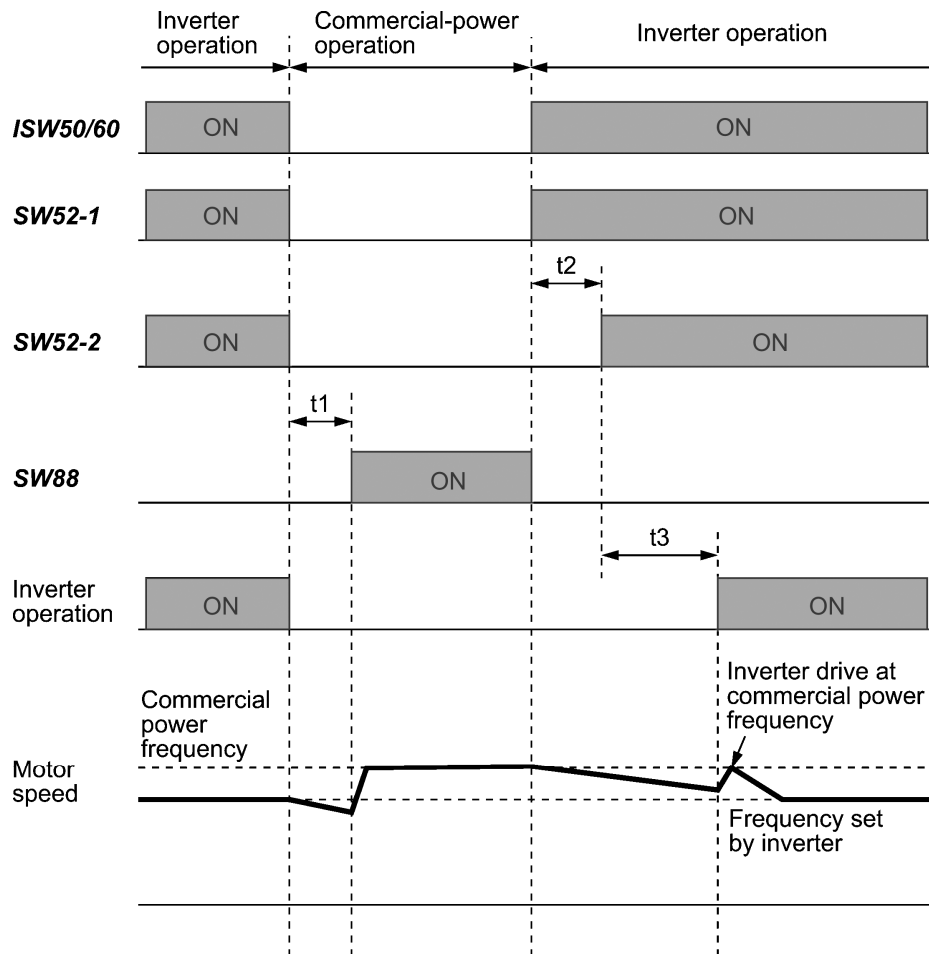 Inverter
operation
Commercial-power
operation
Inverter operation
ISW50/60
ON
ON
SW52-1
ON
ON
t2
SW52-2
ON
ON
t1
SW88
ON
t3
Inverter
operation
ON
ON
Commercial
power
frequency
Inverter drive at
commercial power
frequency
Motor
speed
Frequency set
by inverter